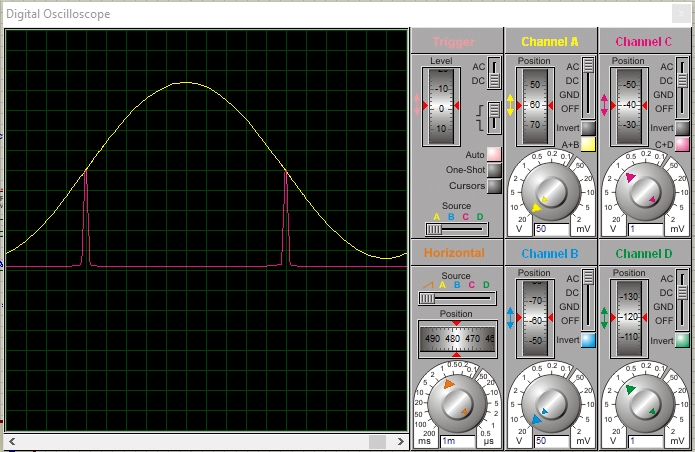 Digital Oscilloscope
Trigger
Level
-10
0
10
AC
DC
Auto
One-Shot
Cursors
Source
A B C D
Channel A
Position
50
60
70
AC
DC
GND
OFF
Invert
A+B
20 10 5 2 1 0.5 0.2 0.1 50 20 10 5 2
V 50 mV
Channel C
Position
-50
-40
-30
AC
DC
GND
OFF
Invert
C+D
20 10 5 2 1 0.5 0.2 0.1 50 20 10 5 2
V 1 mV
Horizontal
Source
A B C D
Position
490 480 470 46
200 100 50 20 10 5 2 1 0.50 0.2 0.1 50 20 10 5 2 1 0.5
ms 1m µs
Channel B
Position
-70
-60
-50
AC
DC
GND
OFF
Invert
20 10 5 2 1 0.5 0.2 0.1 50 20 10 5 2
V 50 mV
Channel D
Position
-130
-120
-110
AC
DC
GND
OFF
Invert
20 10 5 2 1 0.5 0.2 0.1 50 20 10 5 2
V 1 mV